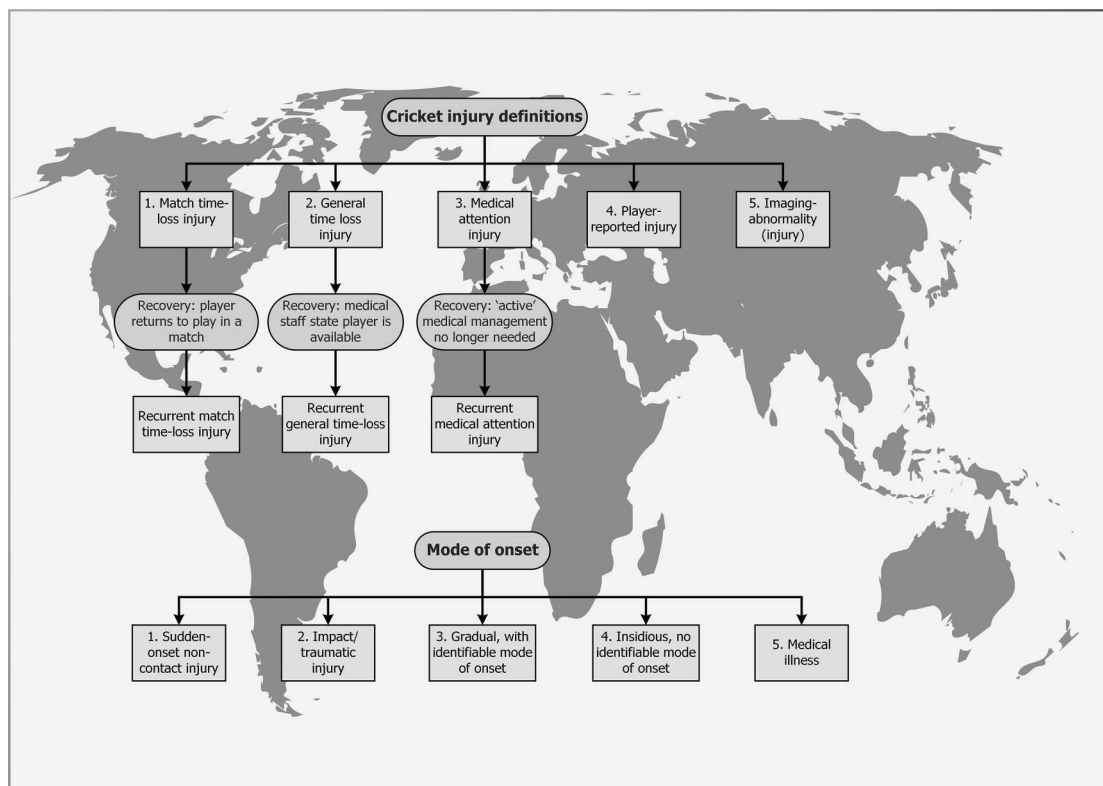 Cricket injury definitions
1. Match time-
loss injury
2. General
time loss
injury
3. Medical
attention
injury
4. Player-
reported injury
5. Imaging-
abnormality
(injury)
Recovery: player
returns to play in a
match
Recovery: medical
staff state player is
available
Recovery: ‘active’
medical management
no longer needed
Recurrent match
time-loss injury
Recurrent
general time-loss
injury
Recurrent
medical attention
injury
Mode of onset
1. Sudden-
onset non-
contact injury
2. Impact/
traumatic
injury
3. Gradual, with
identifiable mode
of onset
4. Insidious, no
identifiable mode
of onset
5. Medical
illness